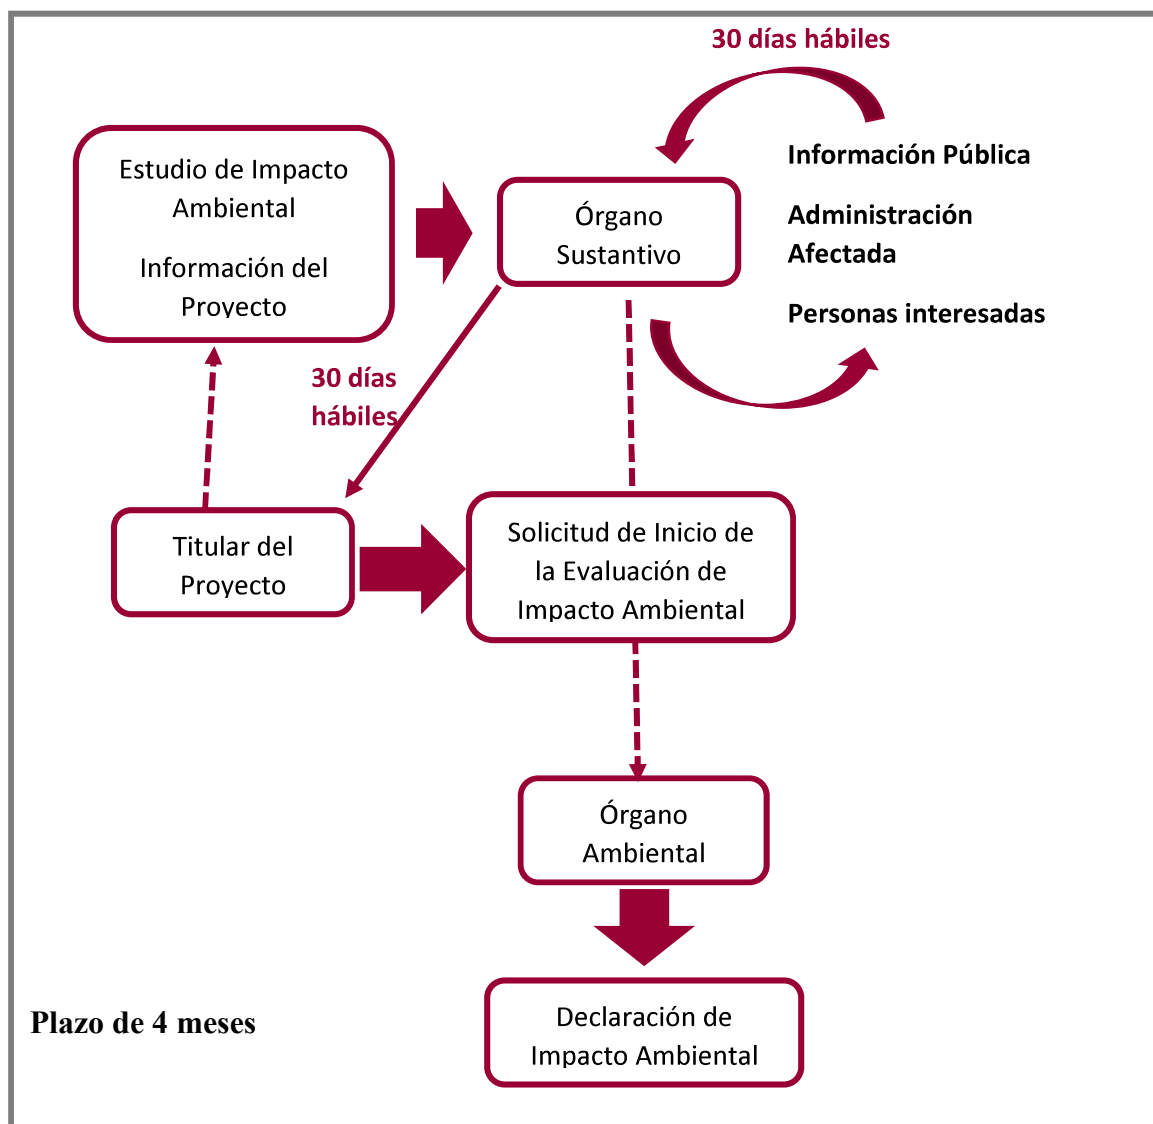 30 días hábiles
Estudio de Impacto
Ambiental
Información del
Proyecto
Órgano
Sustantivo
Información Pública
Administración
Afectada
Personas interesadas
30 días
hábiles
Titular del
Proyecto
Solicitud de Inicio de
la Evaluación de
Impacto Ambiental
Órgano
Ambiental
Plazo de 4 meses
Declaración de
Impacto Ambiental